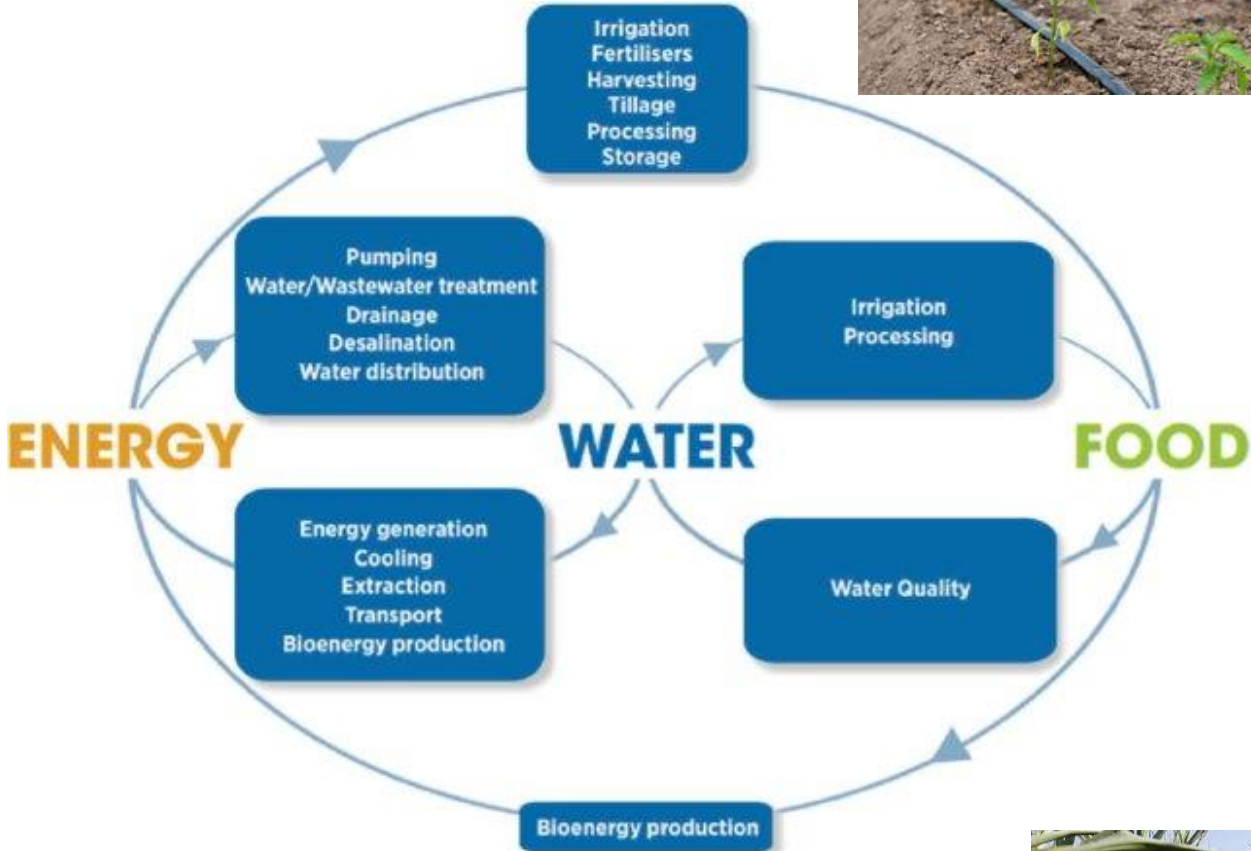 Irrigation
Fertilisers
Harvesting
Tillage
Processing
Storage
Pumping
Water/Wastewater treatment
Drainage
Desalination
Water distribution
Irrigation
Processing
ENERGY
WATER
FOOD
Energy generation
Cooling
Extraction
Transport
Bioenergy production
Water Quality
Bioenergy production